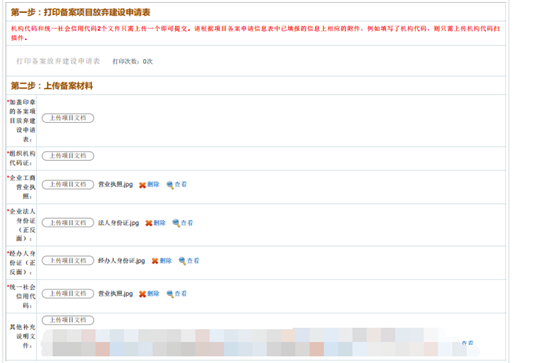 第一步：打印备案项目放弃建设申请表
机构代码和统一社会信用代码2个文件只需上传一个即可提交。请根据项目备案申请信息表中已填报的信息上相应的附件，例如填写了机构代码，则只需上传机构代码扫
描件。
打印备案放弃建设申请表 打印次数：0次
第二步：上传备案材料
*加盖印章
的备案项
目放弃建
设申请
表：
上传项目文档
*组织机构
代码证：
上传项目文档
*企业工商
营业执
照：
上传项目文档 营业执照.jpg 删除 查看
*企业法人
身份证
（正反
面）：
上传项目文档 法人身份证.jpg 删除 查看
*经办人身
份证（正
反面）：
上传项目文档 经办人身份证.jpg 删除 查看
*统一社会
信用代
码：
上传项目文档 营业执照.jpg 删除 查看
其他补充
说明文
件：
上传项目文档
查看